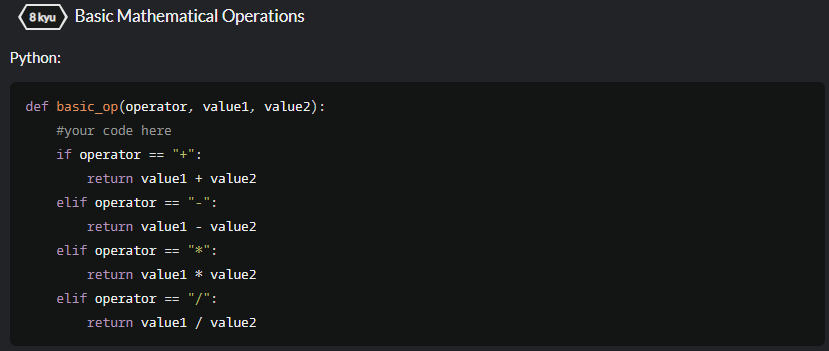 8 kyu Basic Mathematical Operations
Python:
def basic_op(operator, value1, value2):
    #your code here
    if operator == "+":
        return value1 + value2
    elif operator == "-":
        return value1 - value2
    elif operator == "*":
        return value1 * value2
    elif operator == "/":
        return value1 / value2